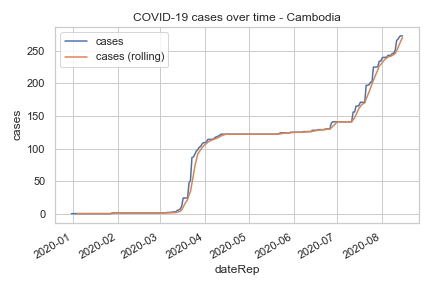 COVID-19 cases over time - Cambodia
cases
cases (rolling)
cases
250
200
150
100
50
0
2020-01
2020-02
2020-03
2020-04
2020-05
2020-06
2020-07
2020-08
dateRep